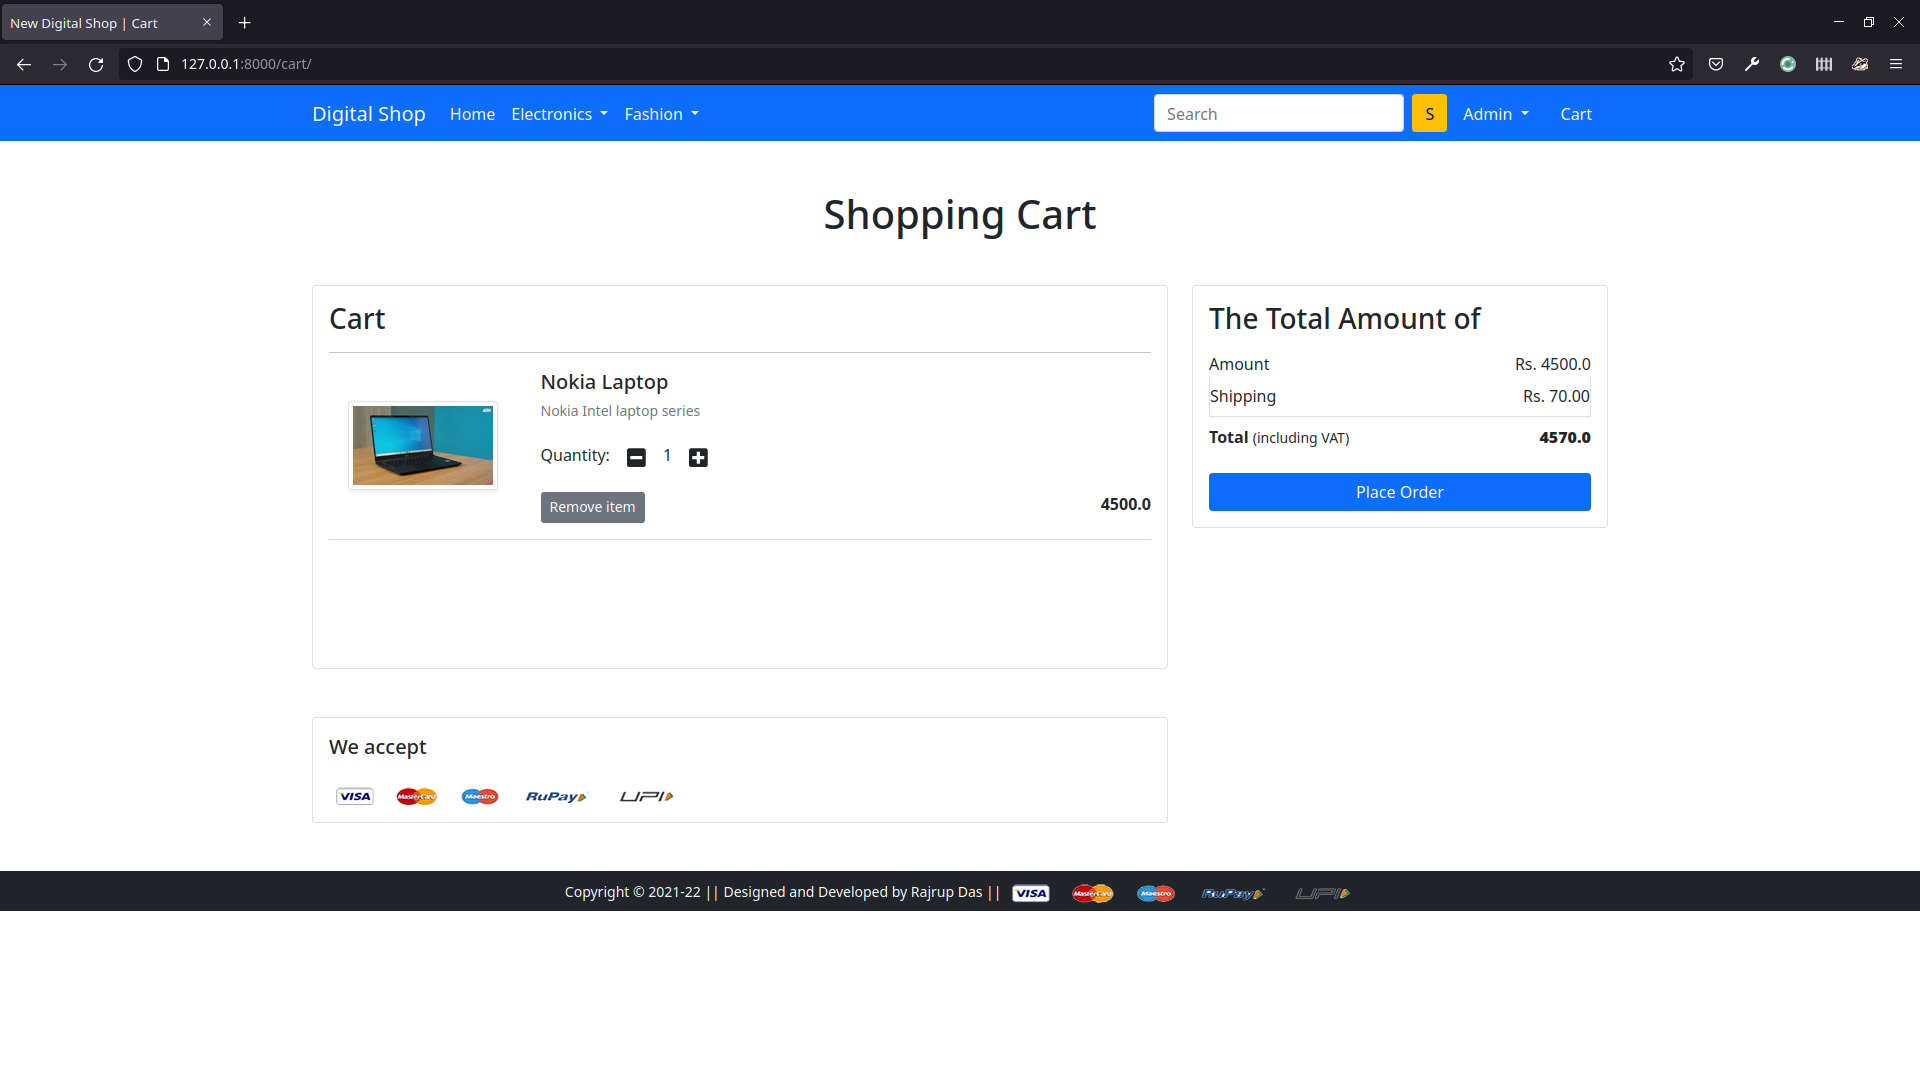 New Digital Shop | Cart
127.0.0.1:8000/cart/
Digital Shop Home Electronics Fashion Search S Admin Cart
Shopping Cart
Cart
Nokia Laptop
Nokia Intel laptop series
Quantity: 1
Remove item 4500.0
The Total Amount of
Amount Rs. 4500.0
Shipping Rs. 70.00
Total (including VAT) 4570.0
Place Order
We accept
VISA MasterCard Maestro RuPay UPI
Copyright © 2021-22 || Designed and Developed by Rajrup Das || VISA MasterCard Maestro RuPay UPI